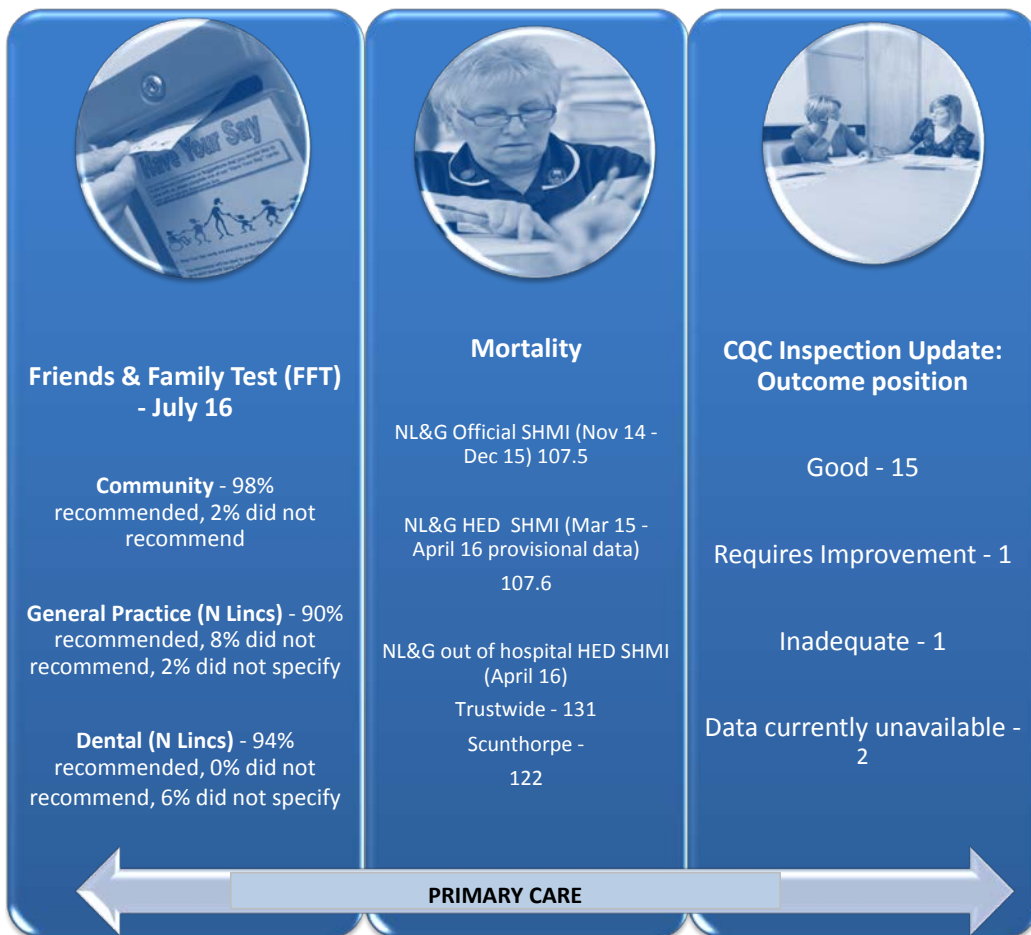 Have Your Say
Friends & Family Test (FFT)
- July 16
Community - 98%
recommended, 2% did not
recommend
General Practice (N Lincs) - 90%
recommended, 8% did not
recommend, 2% did not specify
Dental (N Lincs) - 94%
recommended, 0% did not
recommend, 6% did not specify
Mortality
NL&G Official SHMI (Nov 14 -
Dec 15) 107.5
NL&G HED SHMI (Mar 15 -
April 16 provisional data)
107.6
NL&G out of hospital HED SHMI
(April 16)
Trustwide - 131
Scunthorpe -
122
CQC Inspection Update:
Outcome position
Good - 15
Requires Improvement - 1
Inadequate - 1
Data currently unavailable -
2
PRIMARY CARE